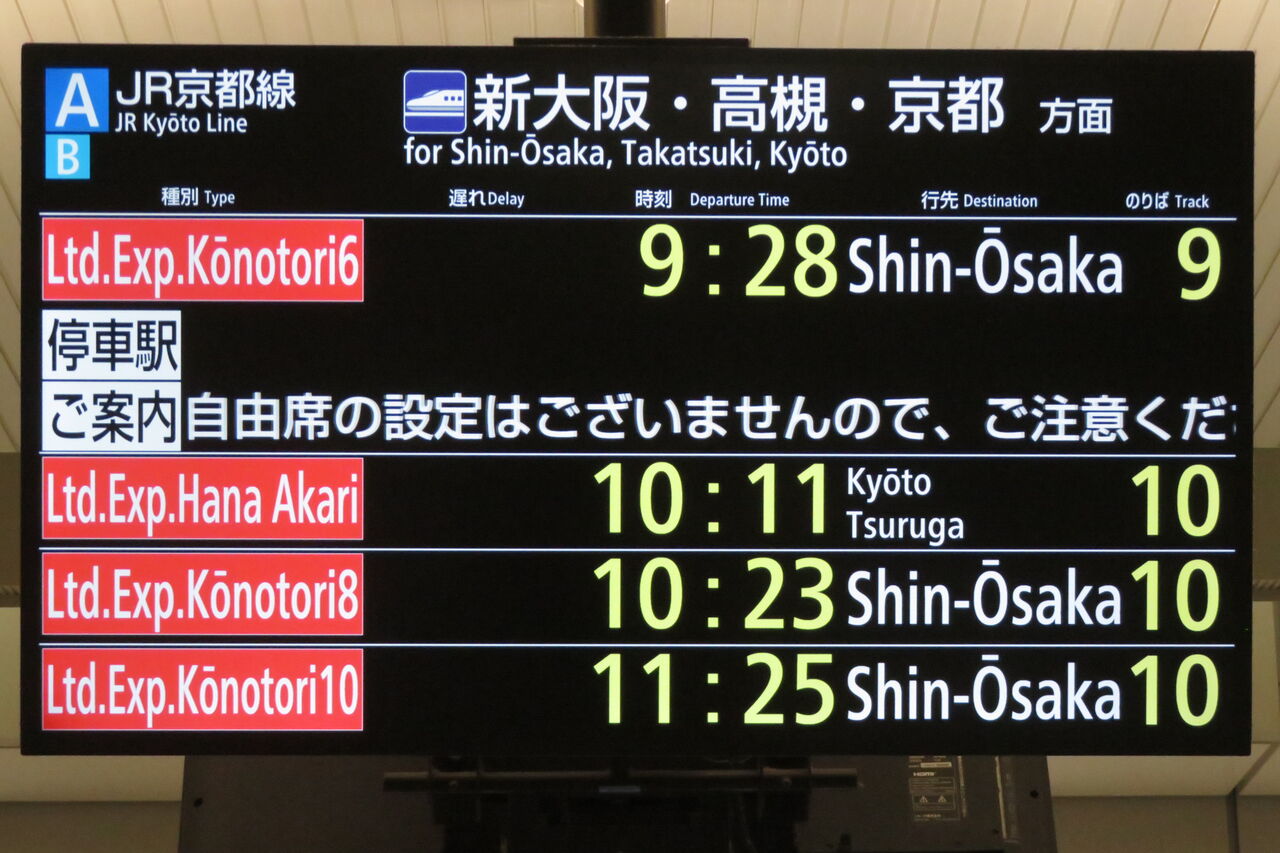 A JR京都線 新大阪・高槻・京都 方面
B JR Kyōto Line for Shin-Ōsaka, Takatsuki, Kyōto
種別 Type 遅れ Delay 時刻 Departure Time 行先 Destination のりば Track
Ltd.Exp.Kōnotori6 9:28 Shin-Ōsaka 9
停車駅
ご案内 自由席の設定はございませんので、ご注意くだ
Ltd.Exp.Hana Akari 10:11 Kyōto Tsuruga 10
Ltd.Exp.Kōnotori8 10:23 Shin-Ōsaka 10
Ltd.Exp.Kōnotori10 11:25 Shin-Ōsaka 10
HDMI